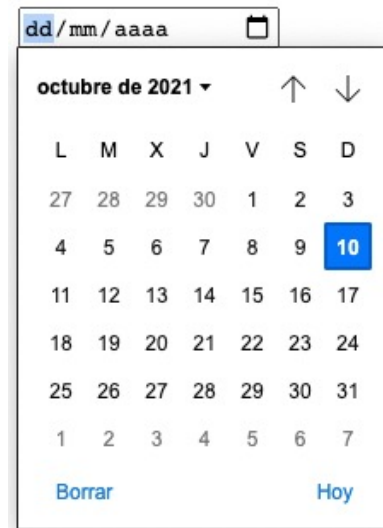 dd/mm/aaaa
octubre de 2021
L M X J V S D
27 28 29 30 1 2 3
4 5 6 7 8 9 10
11 12 13 14 15 16 17
18 19 20 21 22 23 24
25 26 27 28 29 30 31
1 2 3 4 5 6 7
Borrar Hoy